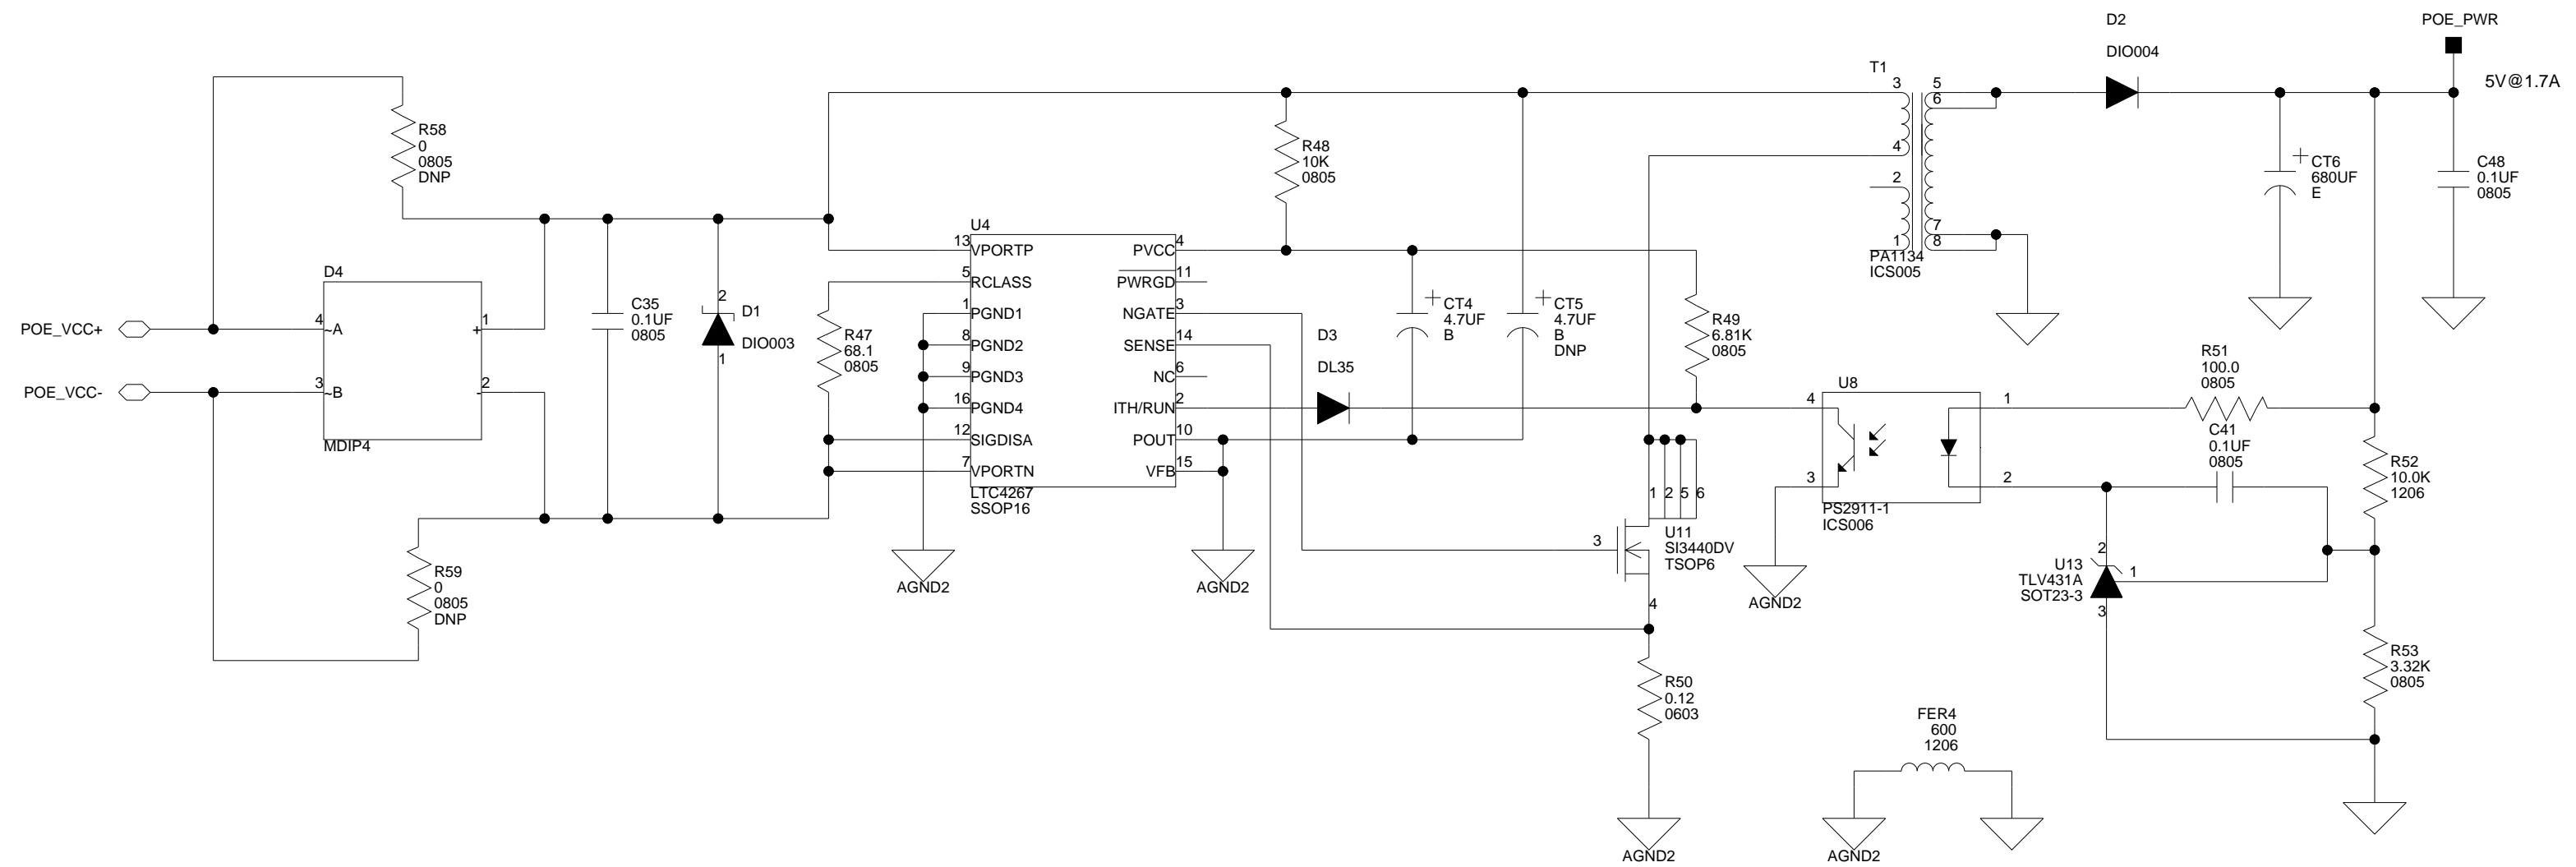 D2
DIO004
POE_PWR
5V@1.7A
T1
3
4
2
1
5
6
7
8
PA1134
ICS005
R58
0
0805
DNP
R48
10K
0805
CT6
680UF
E
C48
0.1UF
0805
U4
13
VPORTP
5
RCLASS
1
PGND1
8
PGND2
9
PGND3
16
PGND4
12
SIGDISA
7
VPORTN
PVCC
4
PWRGD
11
NGATE
3
SENSE
14
NC
6
ITH/RUN
2
POUT
10
VFB
15
LTC4267
SSOP16
D4
POE_VCC+
4
~A
+
1
POE_VCC-
3
~B
-
2
MDIP4
C35
0.1UF
0805
2
D1
DIO003
1
R47
68.1
0805
CT4
4.7UF
B
CT5
4.7UF
B
DNP
D3
DL35
R49
6.81K
0805
R51
100.0
0805
U8
4
3
1
2
PS2911-1
ICS006
C41
0.1UF
0805
R52
10.0K
1206
1
2
5
6
3
U11
SI3440DV
TSOP6
4
AGND2
AGND2
AGND2
2
U13
TLV431A
SOT23-3
1
3
R59
0
0805
DNP
R50
0.12
0603
R53
3.32K
0805
FER4
600
1206
AGND2
AGND2